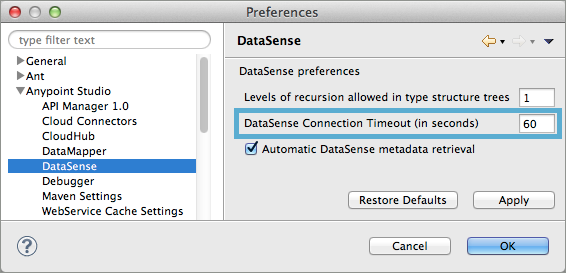 Preferences
type filter text
General
Ant
Anypoint Studio
API Manager 1.0
Cloud Connectors
CloudHub
DataMapper
DataSense
Debugger
Maven Settings
WebService Cache Settings
DataSense
DataSense preferences
Levels of recursion allowed in type structure trees 1
DataSense Connection Timeout (in seconds) 60
Automatic DataSense metadata retrieval
Restore Defaults Apply
? Cancel OK